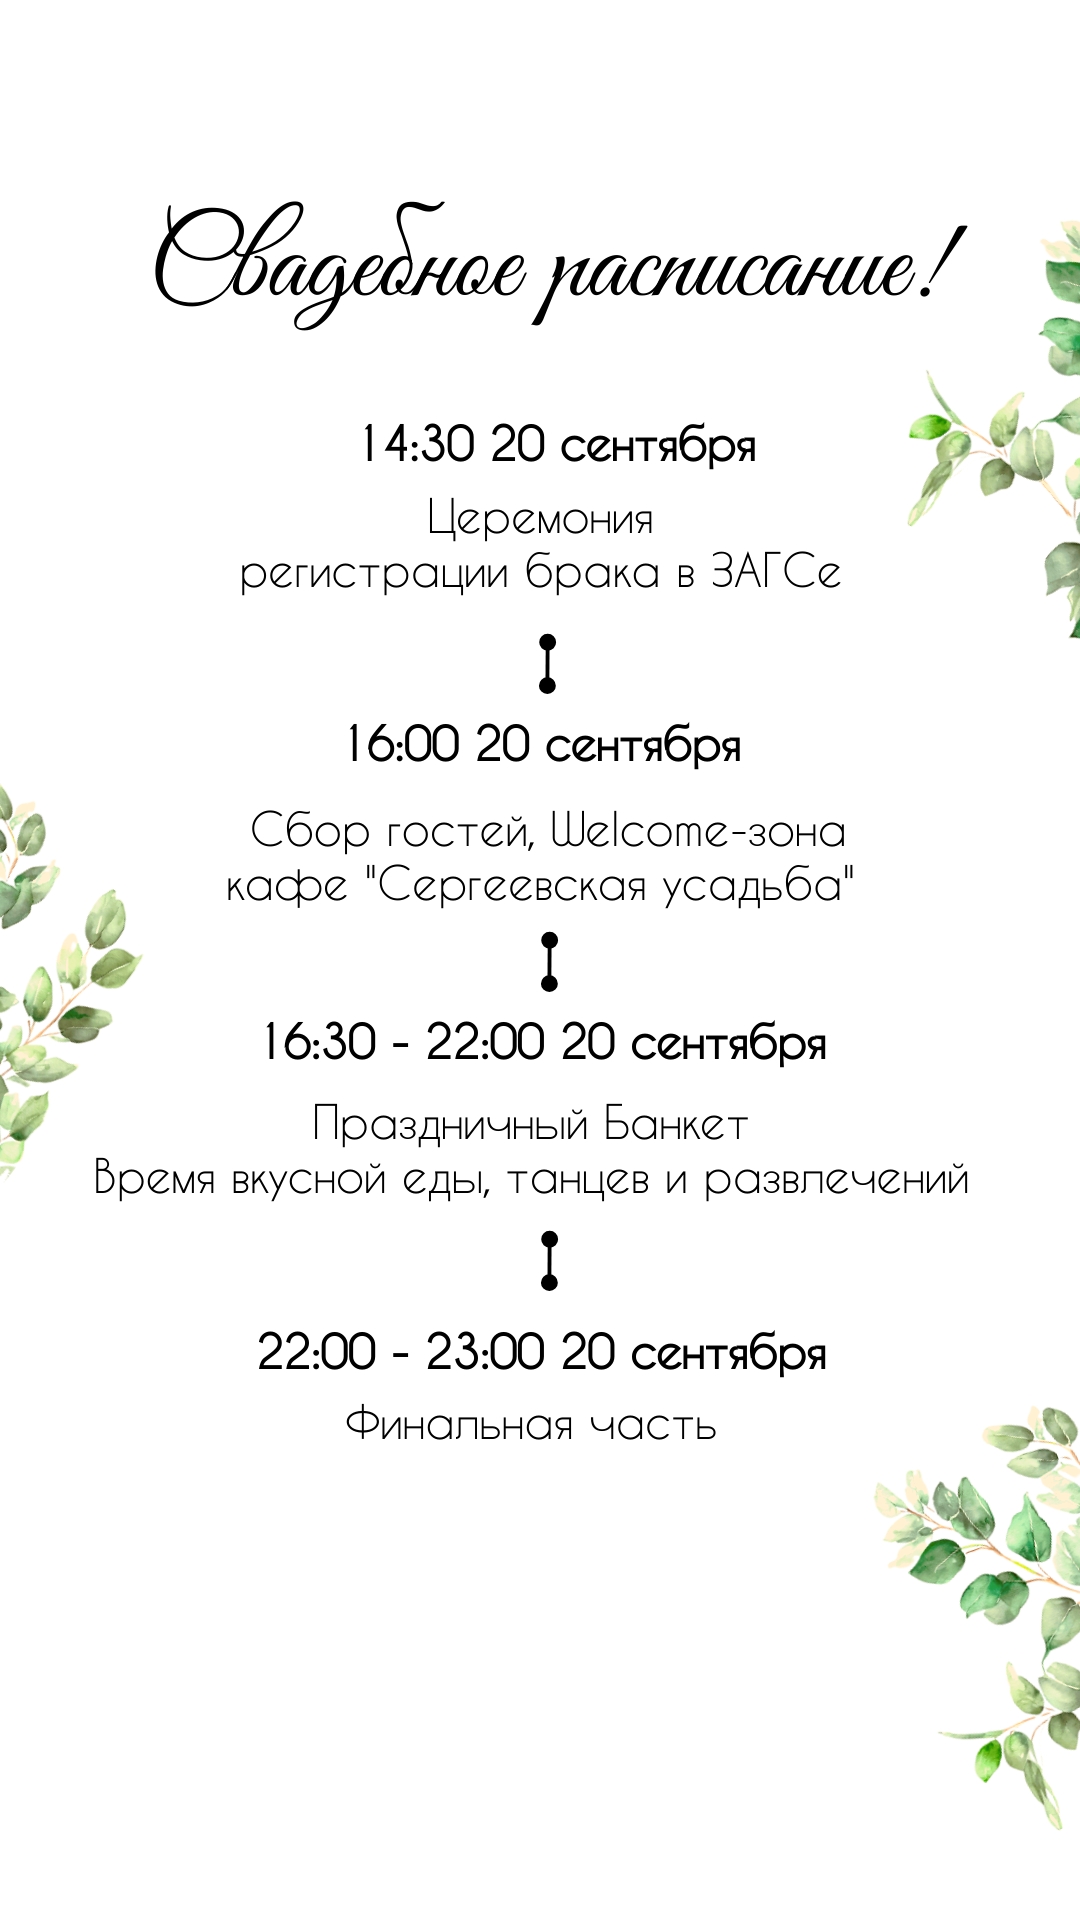 Свадебное расписание!
14:30 20 сентября
Церемония
регистрации брака в ЗАГСе
16:00 20 сентября
Сбор гостей, Welcome-зона
кафе "Сергеевская усадьба"
16:30 - 22:00 20 сентября
Праздничный Банкет
Время вкусной еды, танцев и развлечений
22:00 - 23:00 20 сентября
Финальная часть